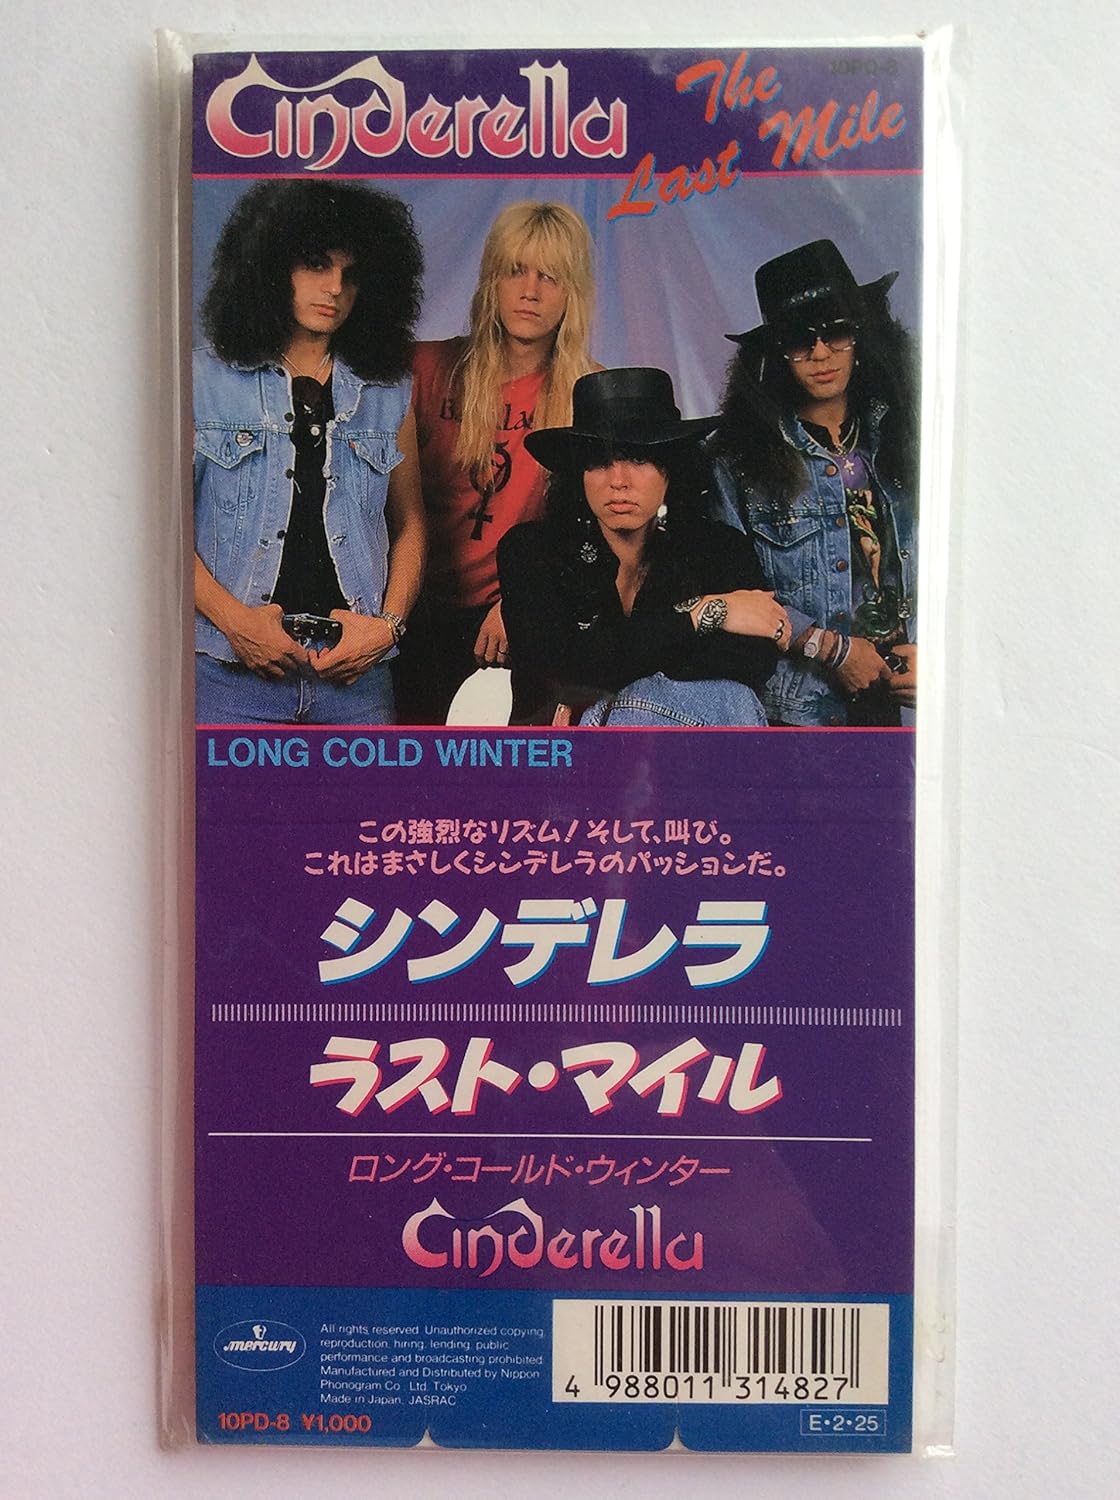 Cinderella
The
Last Mile
10PD-8
LONG COLD WINTER
この強烈なリズム!そして、叫び。
これはまさしくシンデレラのパッションだ。
シンデレラ
ラスト・マイル
ロング・コールド・ウィンター
Cinderella
mercury
All rights reserved. Unauthorized copying,
reproduction, hiring, lending, public
performance and broadcasting prohibited.
Manufactured and Distributed by Nippon
Phonogram Co., Ltd. Tokyo
Made in Japan. JASRAC
10PD-8 ¥1,000
4 988011 314827
E・2・25